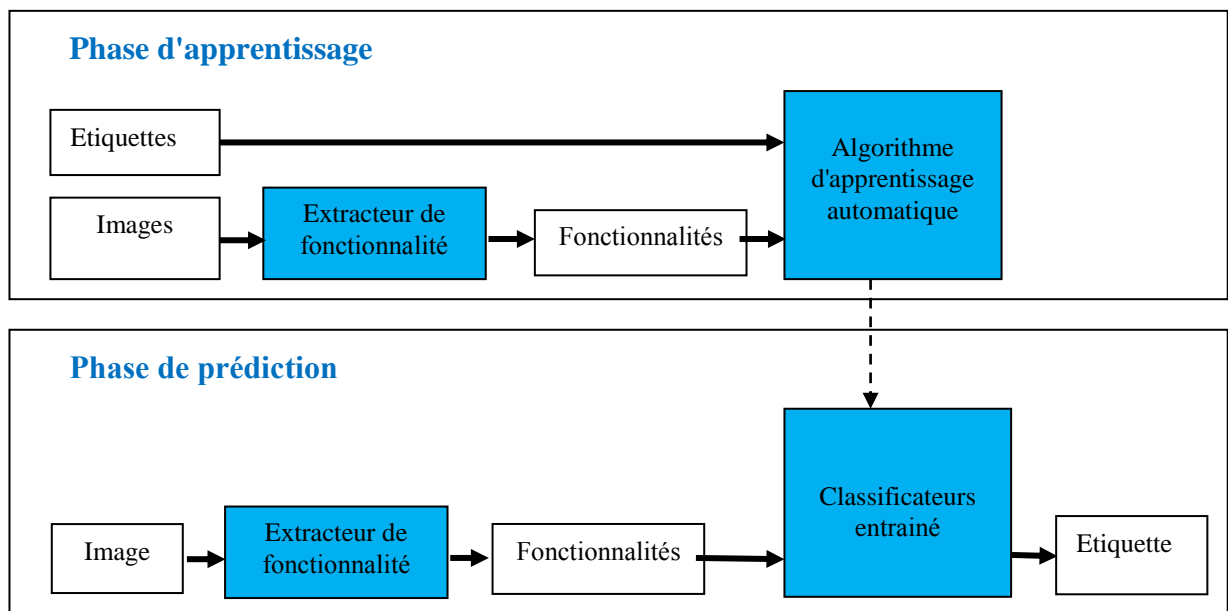 Phase d'apprentissage
Etiquettes
Algorithme
d'apprentissage
automatique
Images
Extracteur de
fonctionnalité
Fonctionnalités
Phase de prédiction
Classificateurs
entrainé
Image
Extracteur de
fonctionnalité
Fonctionnalités
Etiquette